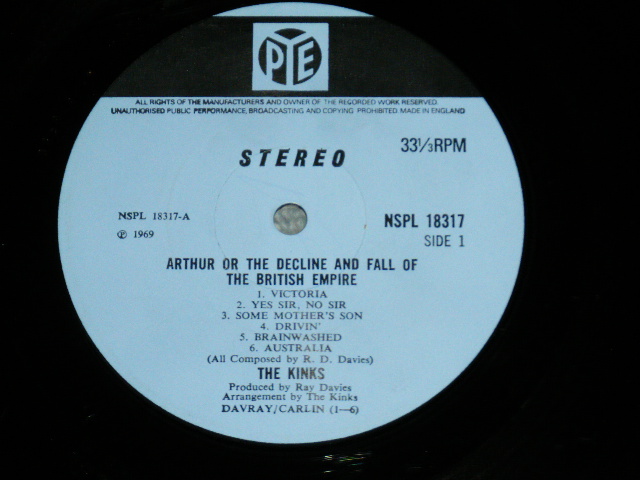 PYE
ALL RIGHTS OF THE MANUFACTURERS AND OWNER OF THE RECORDED WORK RESERVED.
UNAUTHORISED PUBLIC PERFORMANCE, BROADCASTING AND COPYING PROHIBITED. MADE IN ENGLAND
33⅓RPM
STEREO
NSPL 18317-A
NSPL 18317
℗ 1969
SIDE 1
ARTHUR OR THE DECLINE AND FALL OF
THE BRITISH EMPIRE
1. VICTORIA
2. YES SIR, NO SIR
3. SOME MOTHER'S SON
4. DRIVIN'
5. BRAINWASHED
6. AUSTRALIA
(All Composed by R. D. Davies)
THE KINKS
Produced by Ray Davies
Arrangement by The Kinks
DAVRAY/CARLIN (1—6)